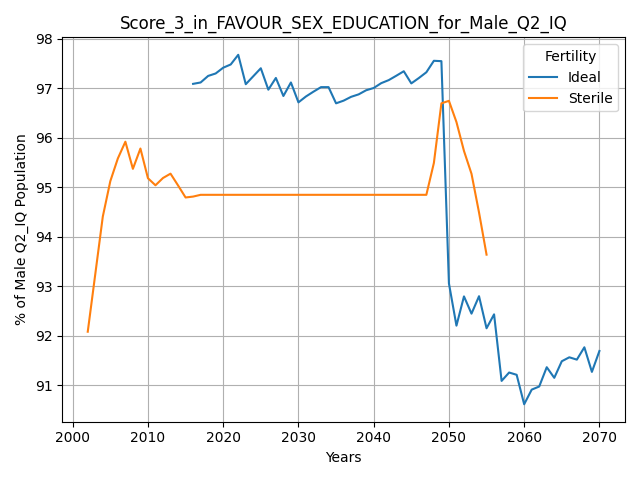 Score_3_in_FAVOUR_SEX_EDUCATION_for_Male_Q2_IQ
98
97
96
95
94
93
92
91
% of Male Q2_IQ Population
Fertility
Ideal
Sterile
2000 2010 2020 2030 2040 2050 2060 2070
Years